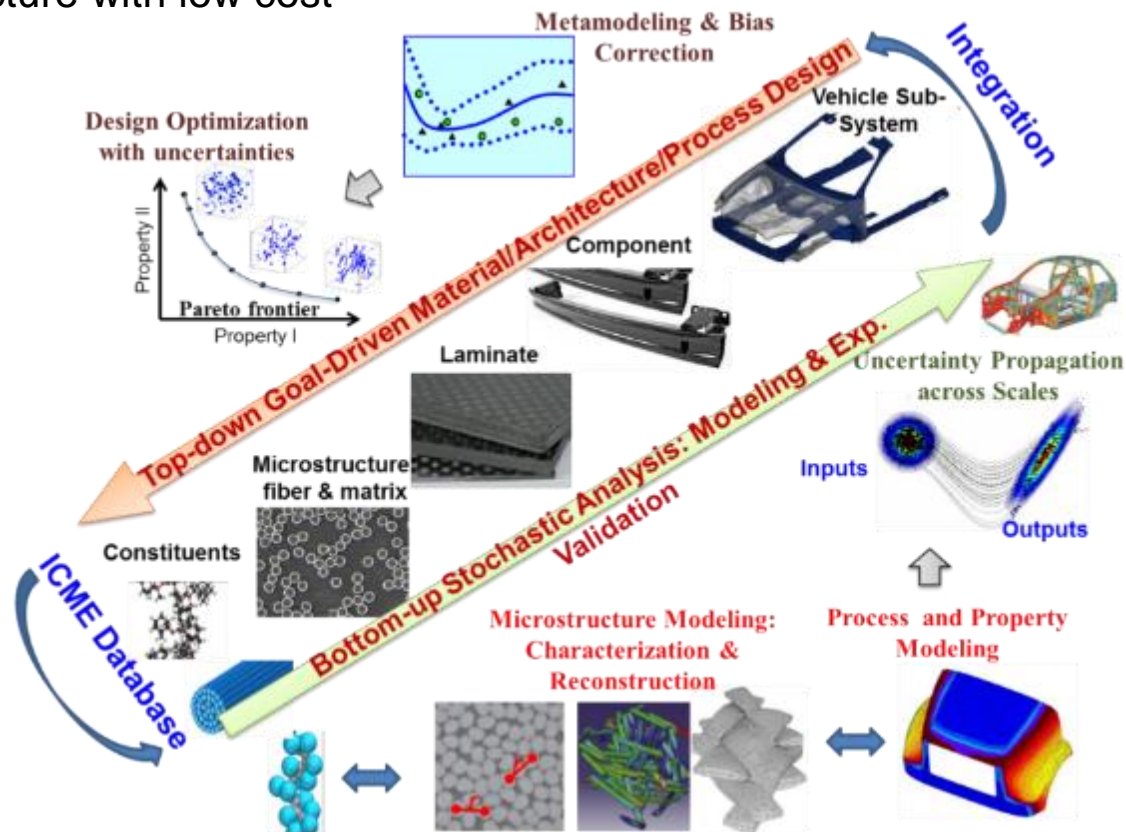 Metamodeling & Bias
Correction
Integration
Vehicle Sub-
System
Design Optimization
with uncertainties
Property II
Pareto frontier
Property I
Top-down Goal-Driven Material/Architecture/Process Design
Component
Laminate
Uncertainty Propagation
across Scales
Inputs
Outputs
Microstructure
fiber & matrix
Constituents
Bottom-up Stochastic Analysis: Modeling & Exp.
Validation
ICME Database
Microstructure Modeling:
Characterization &
Reconstruction
Process and Property
Modeling
r